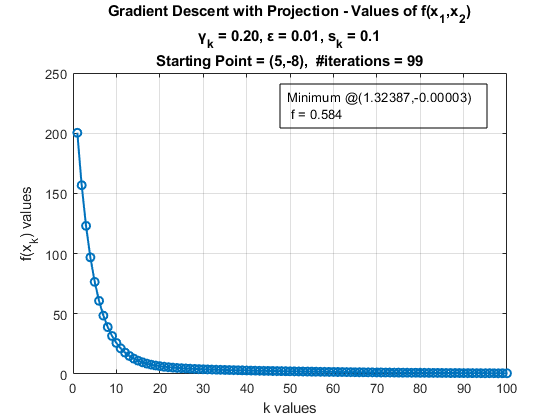 Gradient Descent with Projection - Values of f(x₁,x₂)
γₖ = 0.20, ε = 0.01, sₖ = 0.1
Starting Point = (5,-8),  #iterations = 99
250
200
150
100
50
0
f(xₖ) values
Minimum @(1.32387,-0.00003)
f = 0.584
0 10 20 30 40 50 60 70 80 90 100
k values